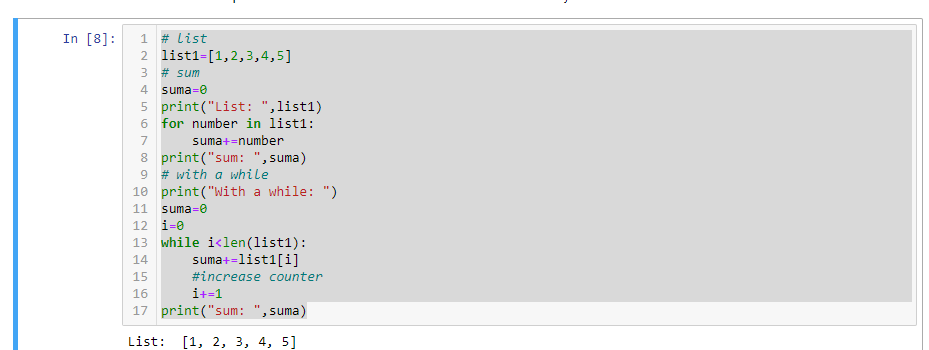 In [8]:
1 # list
2 list1=[1,2,3,4,5]
3 # sum
4 suma=0
5 print("List: ",list1)
6 for number in list1:
7     suma+=number
8 print("sum: ",suma)
9 # with a while
10 print("With a while: ")
11 suma=0
12 i=0
13 while i<len(list1):
14     suma+=list1[i]
15     #increase counter
16     i+=1
17 print("sum: ",suma)
List:  [1, 2, 3, 4, 5]